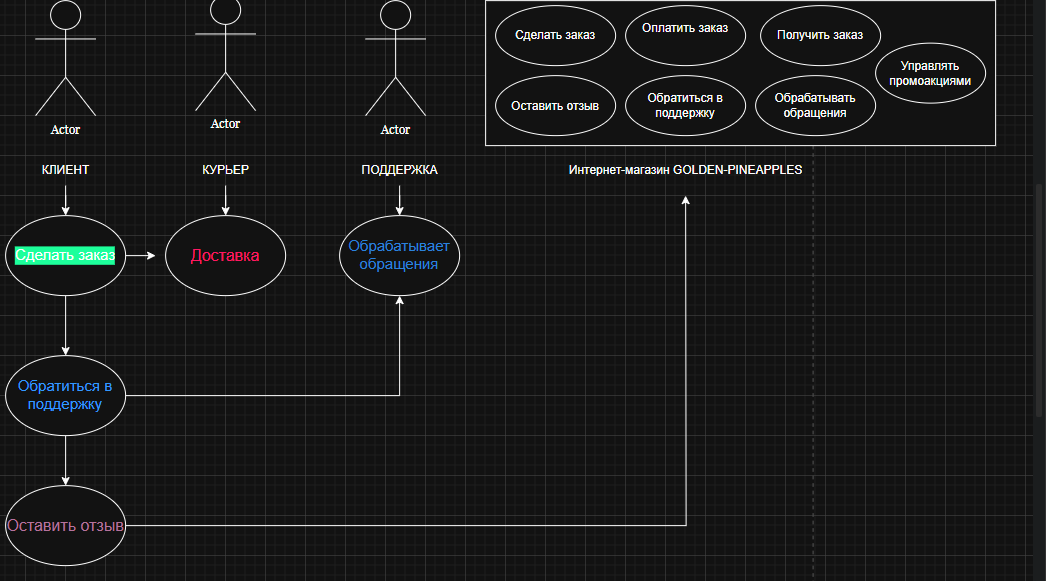 Сделать заказ
Оплатить заказ
Получить заказ
Управлять
промоакциями
Оставить отзыв
Обратиться в
поддержку
Обрабатывать
обращения
Actor
Actor
Actor
КЛИЕНТ
КУРЬЕР
ПОДДЕРЖКА
Интернет-магазин GOLDEN-PINEAPPLES
Сделать заказ
Доставка
Обрабатывает
обращения
Обратиться в
поддержку
Оставить отзыв